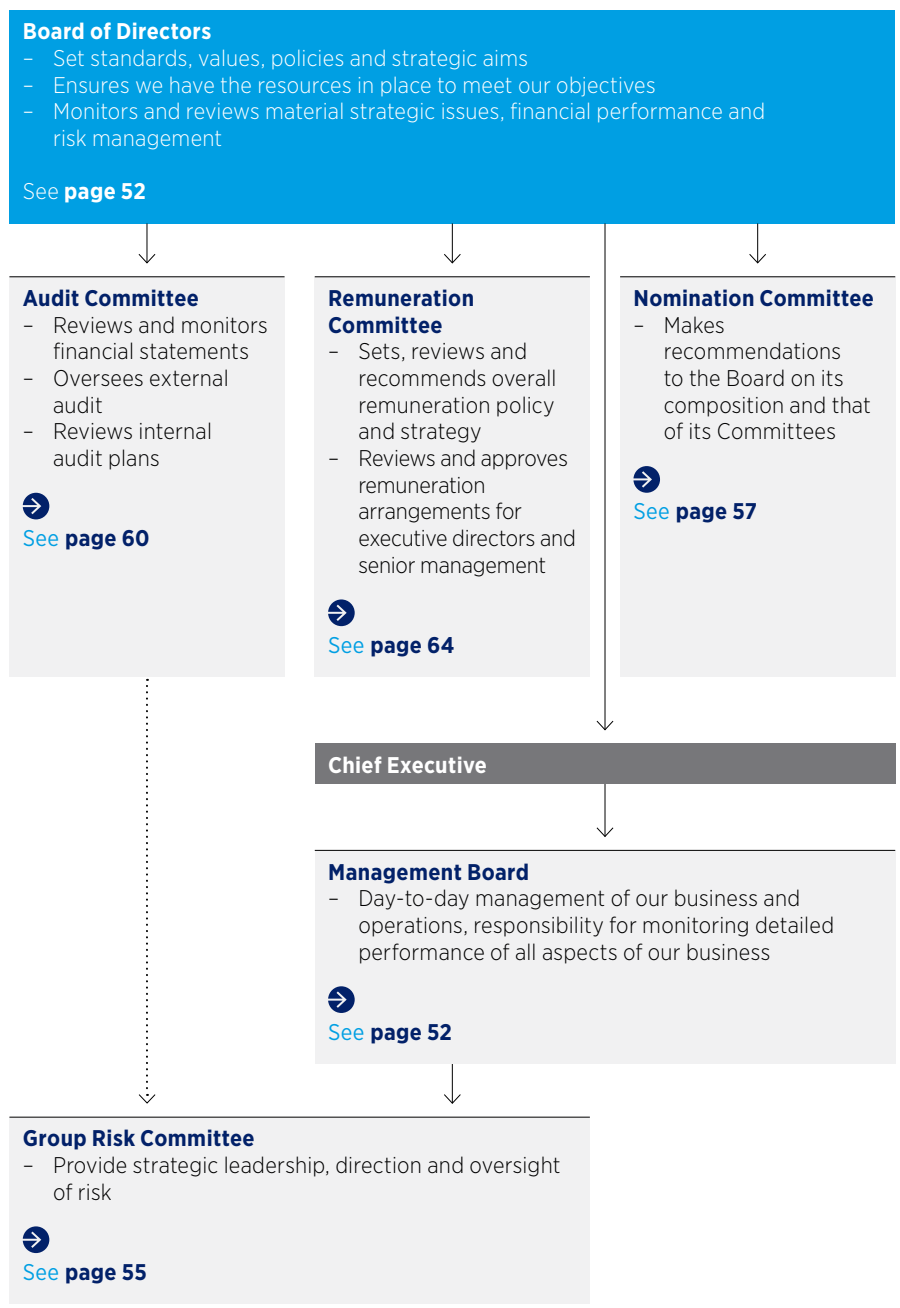 Board of Directors
– Set standards, values, policies and strategic aims
– Ensures we have the resources in place to meet our objectives
– Monitors and reviews material strategic issues, financial performance and
risk management
See page 52
Audit Committee
– Reviews and monitors
financial statements
– Oversees external
audit
– Reviews internal
audit plans
See page 60
Remuneration
Committee
– Sets, reviews and
recommends overall
remuneration policy
and strategy
– Reviews and approves
remuneration
arrangements for
executive directors and
senior management
See page 64
Nomination Committee
– Makes
recommendations
to the Board on its
composition and that
of its Committees
See page 57
Chief Executive
Management Board
– Day-to-day management of our business and
operations, responsibility for monitoring detailed
performance of all aspects of our business
See page 52
Group Risk Committee
– Provide strategic leadership, direction and oversight
of risk
See page 55